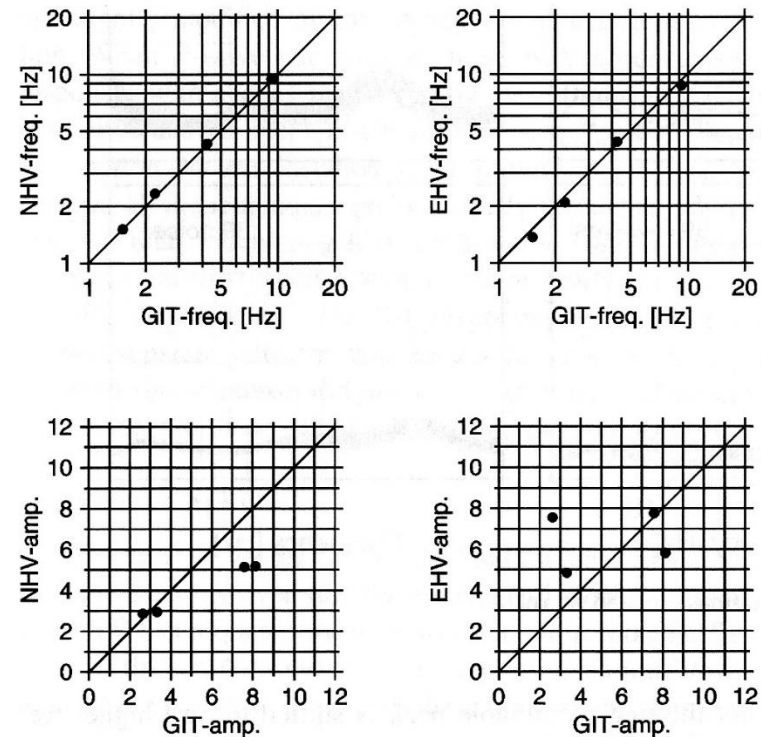 20
10
5
2
1
NHV-freq. [Hz]
1 2 5 10 20
GIT-freq. [Hz]
20
10
5
2
1
EHV-freq. [Hz]
1 2 5 10 20
GIT-freq. [Hz]
12
10
8
6
4
2
0
NHV-amp.
0 2 4 6 8 10 12
GIT-amp.
12
10
8
6
4
2
0
EHV-amp.
0 2 4 6 8 10 12
GIT-amp.